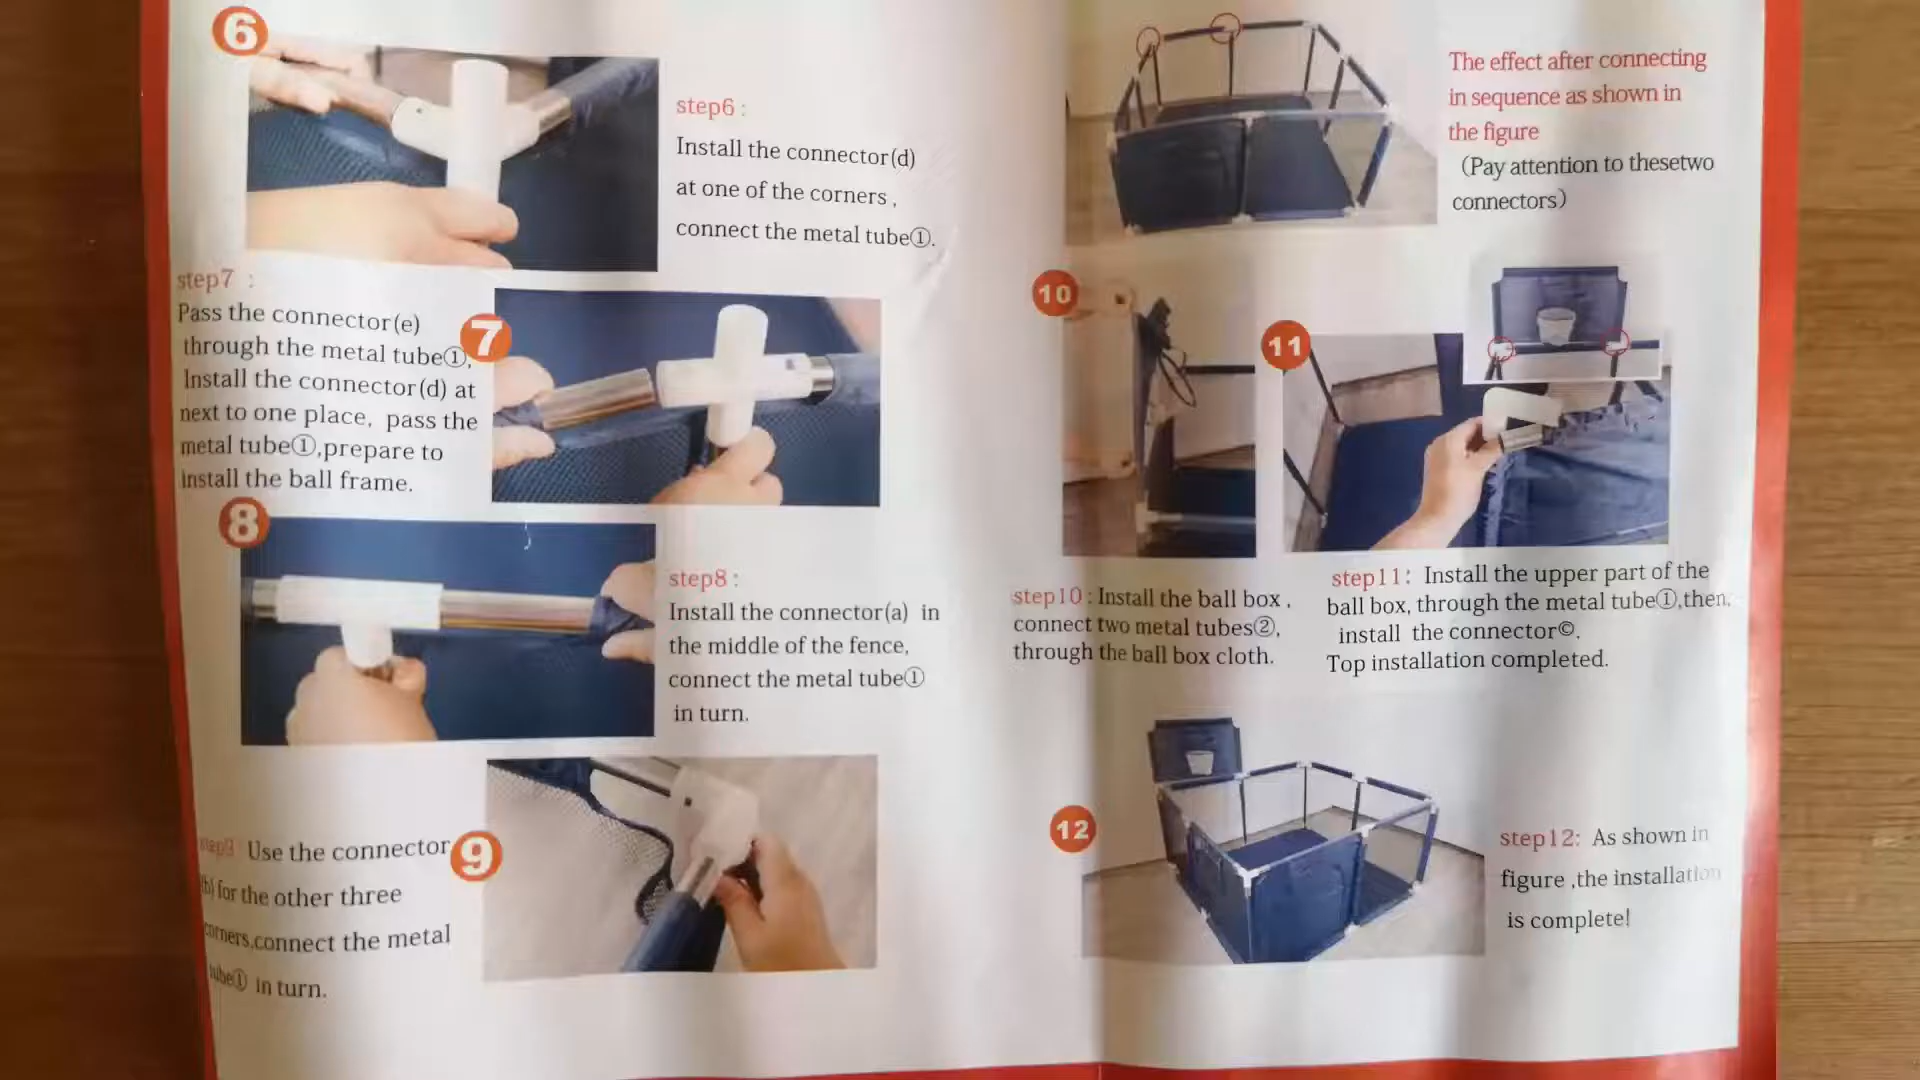 6
step6 :
Install the connector(d)
at one of the corners ,
connect the metal tube①.
step7 :
Pass the connector(e)
through the metal tube①,
Install the connector(d) at
next to one place, pass the
metal tube①,prepare to
install the ball frame.
7
8
step8 :
Install the connector(a) in
the middle of the fence,
connect the metal tube①
in turn.
step9 Use the connector
(b) for the other three
corners,connect the metal
tube① in turn.
9
The effect after connecting
in sequence as shown in
the figure
(Pay attention to thesetwo
connectors)
10
11
step10 : Install the ball box ,
connect two metal tubes②,
through the ball box cloth.
step11: Install the upper part of the
ball box, through the metal tube①,then,
install the connector©.
Top installation completed.
12
step12: As shown in
figure ,the installation
is complete!